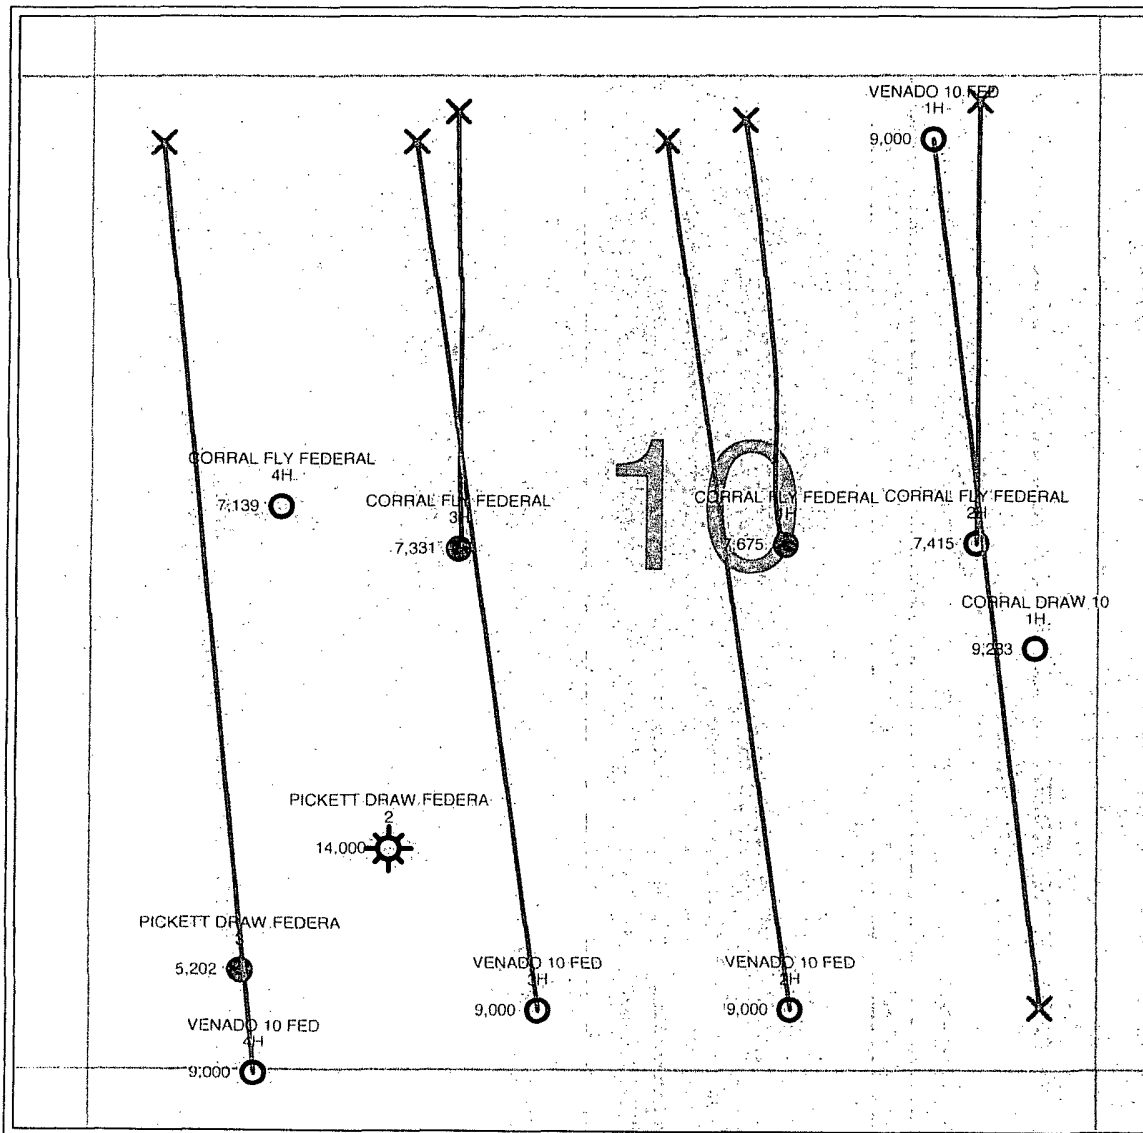 VENADO 10 FED
1H
9,000
CORRAL FLY FEDERAL
4H
7,139
CORRAL FLY FEDERAL
3H
7,331
10
CORRAL FLY FEDERAL
1H
7,675
CORRAL FLY FEDERAL
2H
7,415
CORRAL DRAW 10
1H
9,233
PICKETT DRAW FEDERA
2
14,000
PICKETT DRAW FEDERA
3
5,202
VENADO 10 FED
3H
9,000
VENADO 10 FED
2H
9,000
VENADO 10 FED
4H
9,000